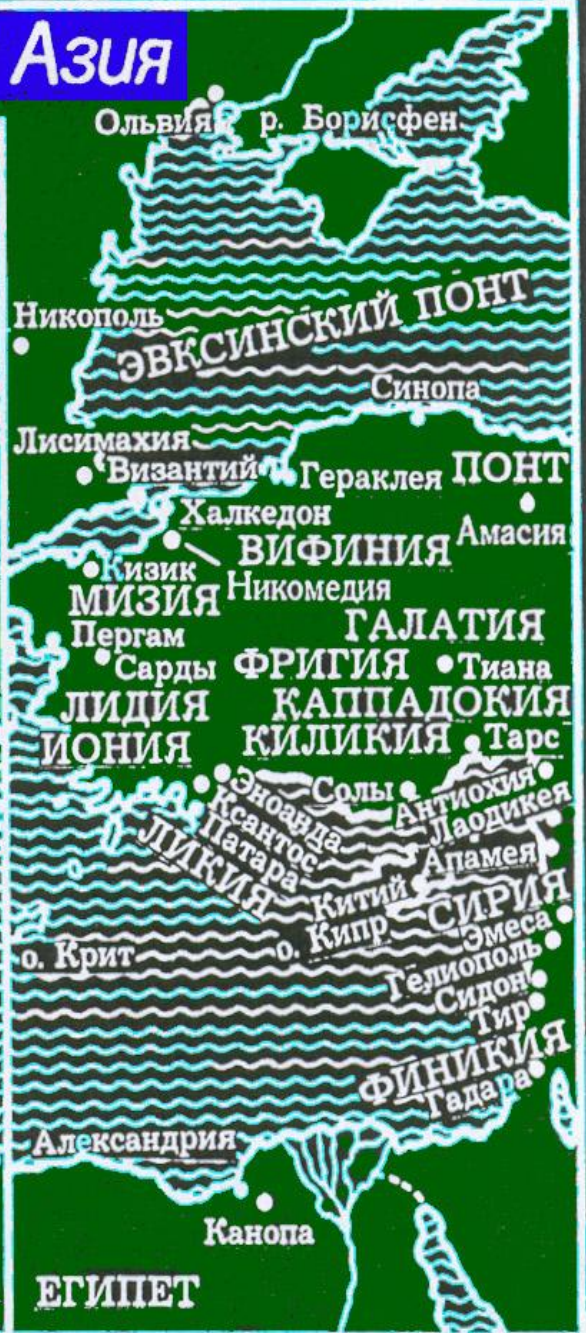 Азия
Ольвия
р. Борисфен
ЭВКСИНСКИЙ ПОНТ
Никополь
Синопа
Лисимахия
Византий
Гераклея
ПОНТ
Халкедон
Амасия
ВИФИНИЯ
Кизик
Никомедия
МИЗИЯ
ГАЛАТИЯ
Пергам
Сарды
ФРИГИЯ
Тиана
ЛИДИЯ
КАППАДОКИЯ
ИОНИЯ
КИЛИКИЯ
Тарс
Эноанда
Солы
Антиохия
Ксантос
Лаодикея
Патара
ЛИКИЯ
Апамея
Китий
СИРИЯ
о. Кипр
Эмеса
о. Крит
Гелиополь
Сидон
Тир
ФИНИКИЯ
Гадара
Александрия
Канопа
ЕГИПЕТ